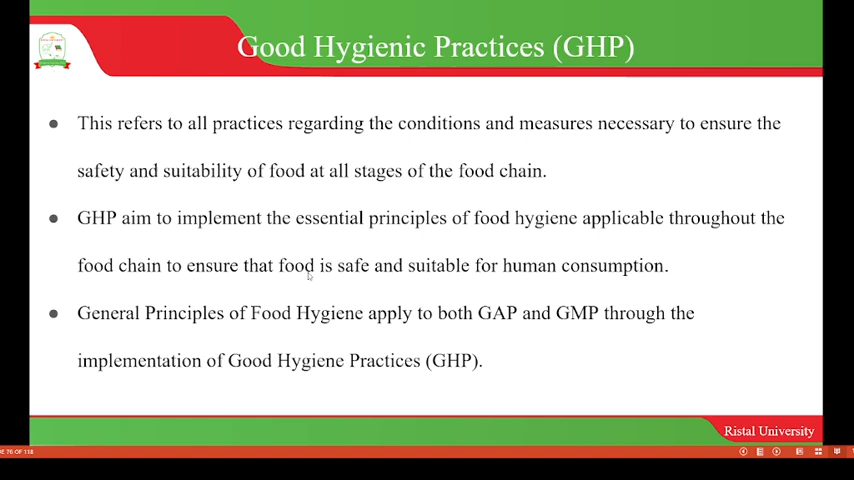 Good Hygienic Practices (GHP)
● This refers to all practices regarding the conditions and measures necessary to ensure the
safety and suitability of food at all stages of the food chain.
● GHP aim to implement the essential principles of food hygiene applicable throughout the
food chain to ensure that food is safe and suitable for human consumption.
● General Principles of Food Hygiene apply to both GAP and GMP through the
implementation of Good Hygiene Practices (GHP).
Ristal University
DE 76 OF 118